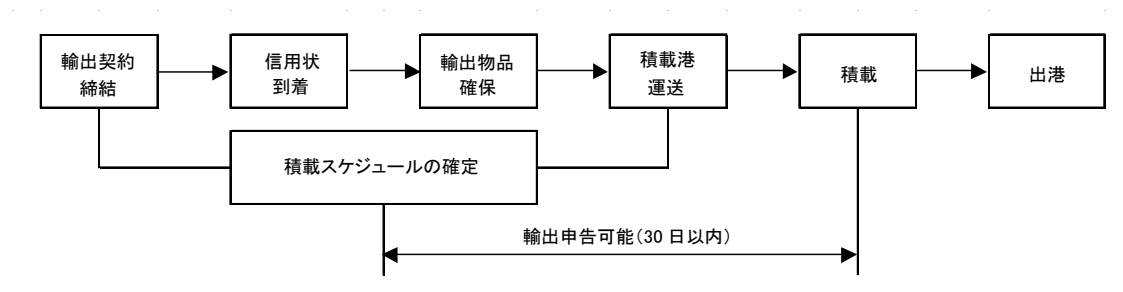 輸出契約
締結
信用状
到着
輸出物品
確保
積載港
運送
積載
出港
積載スケジュールの確定
輸出申告可能(30 日以内)